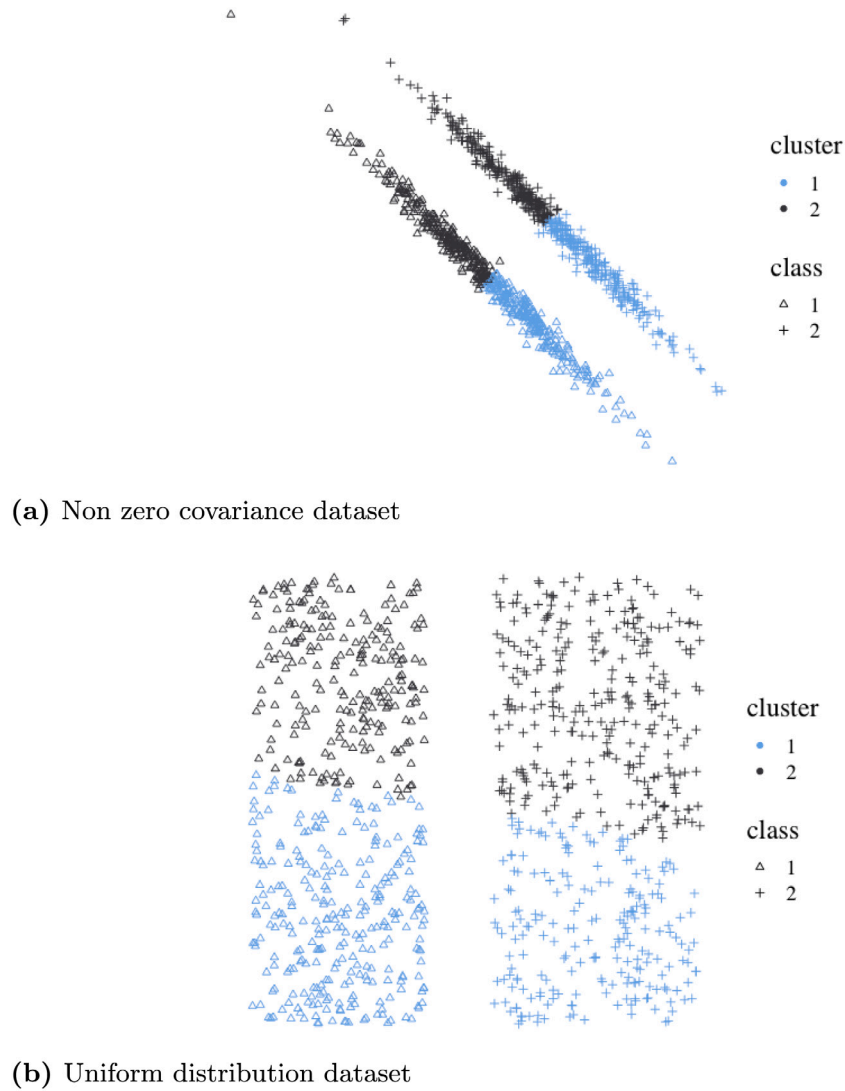 cluster
1
2
class
1
2
(a) Non zero covariance dataset
cluster
1
2
class
1
2
(b) Uniform distribution dataset